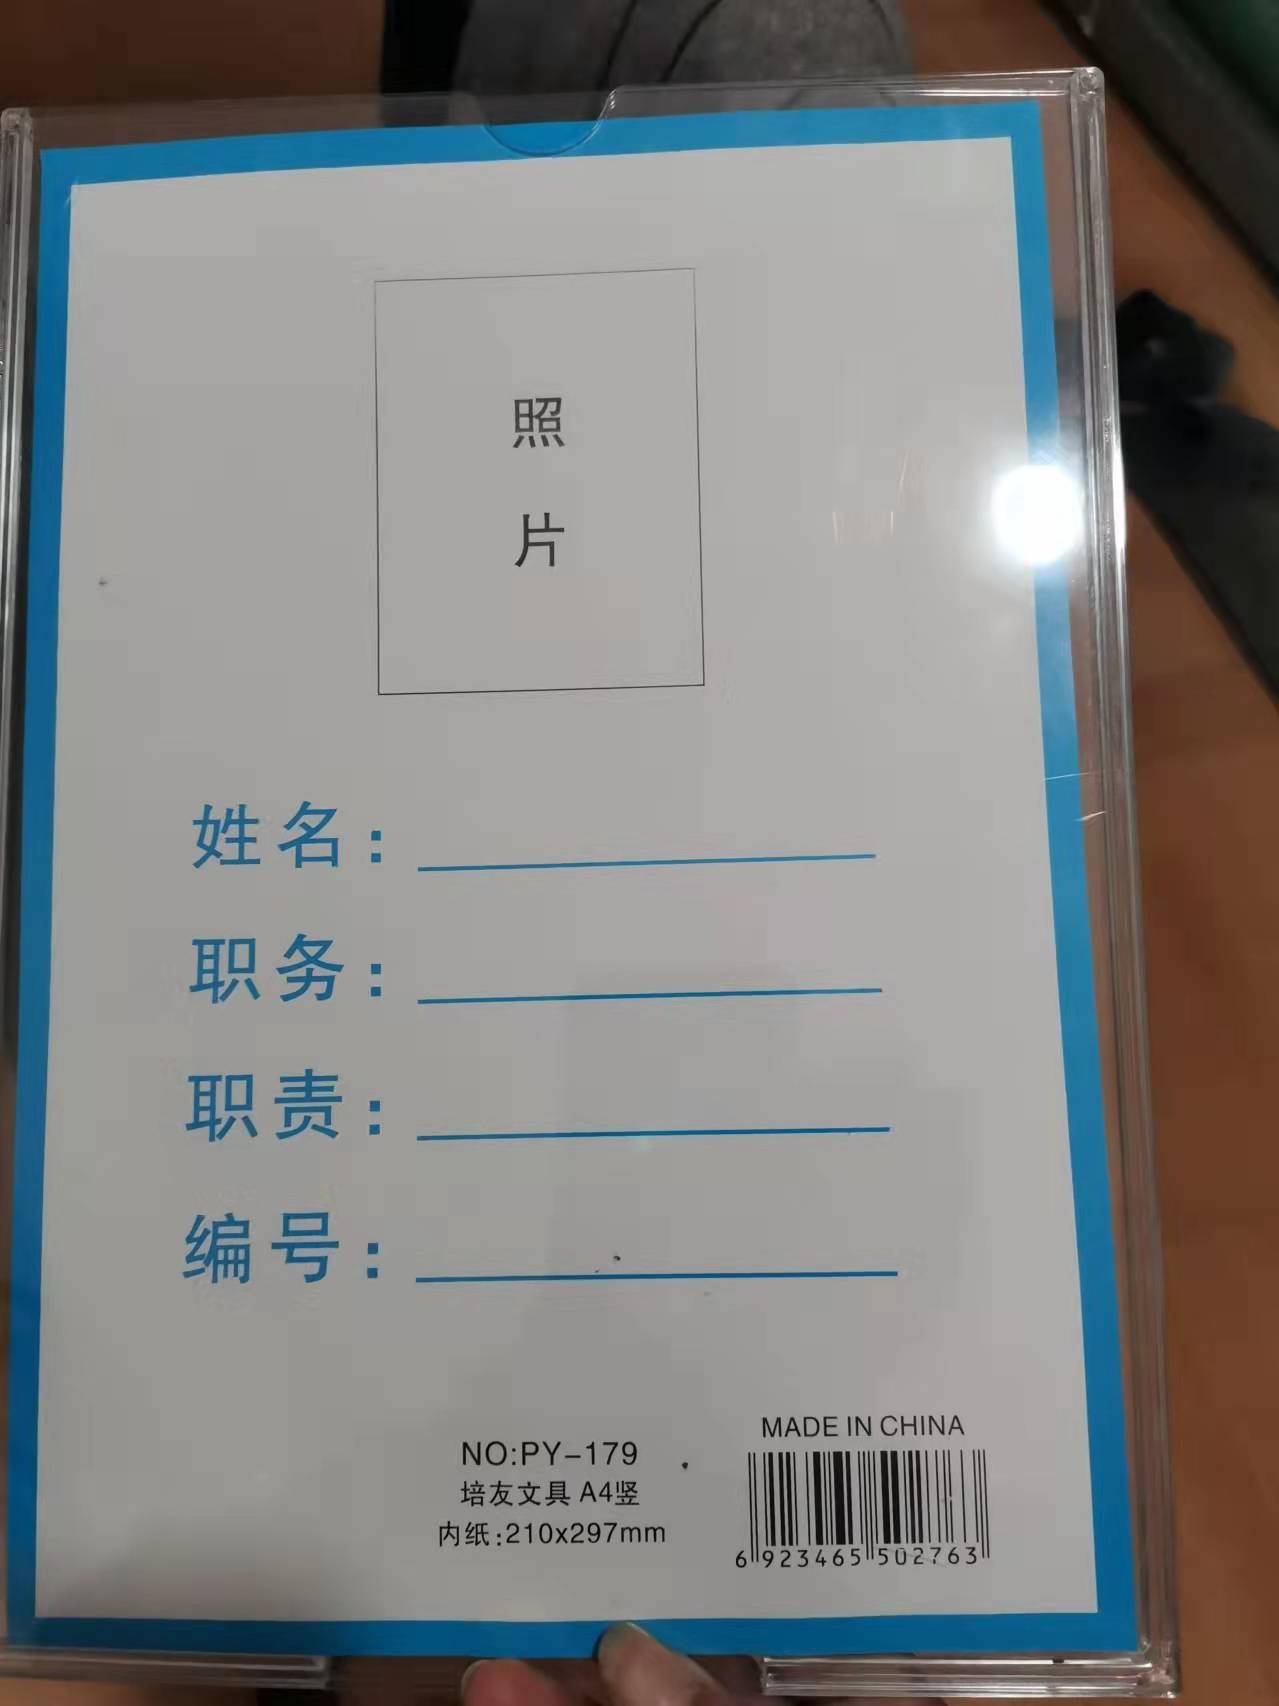 照
片
姓名：
职务：
职责：
编号：
MADE IN CHINA
NO:PY-179
培友文具 A4竖
内纸:210x297mm
6 923465 502763